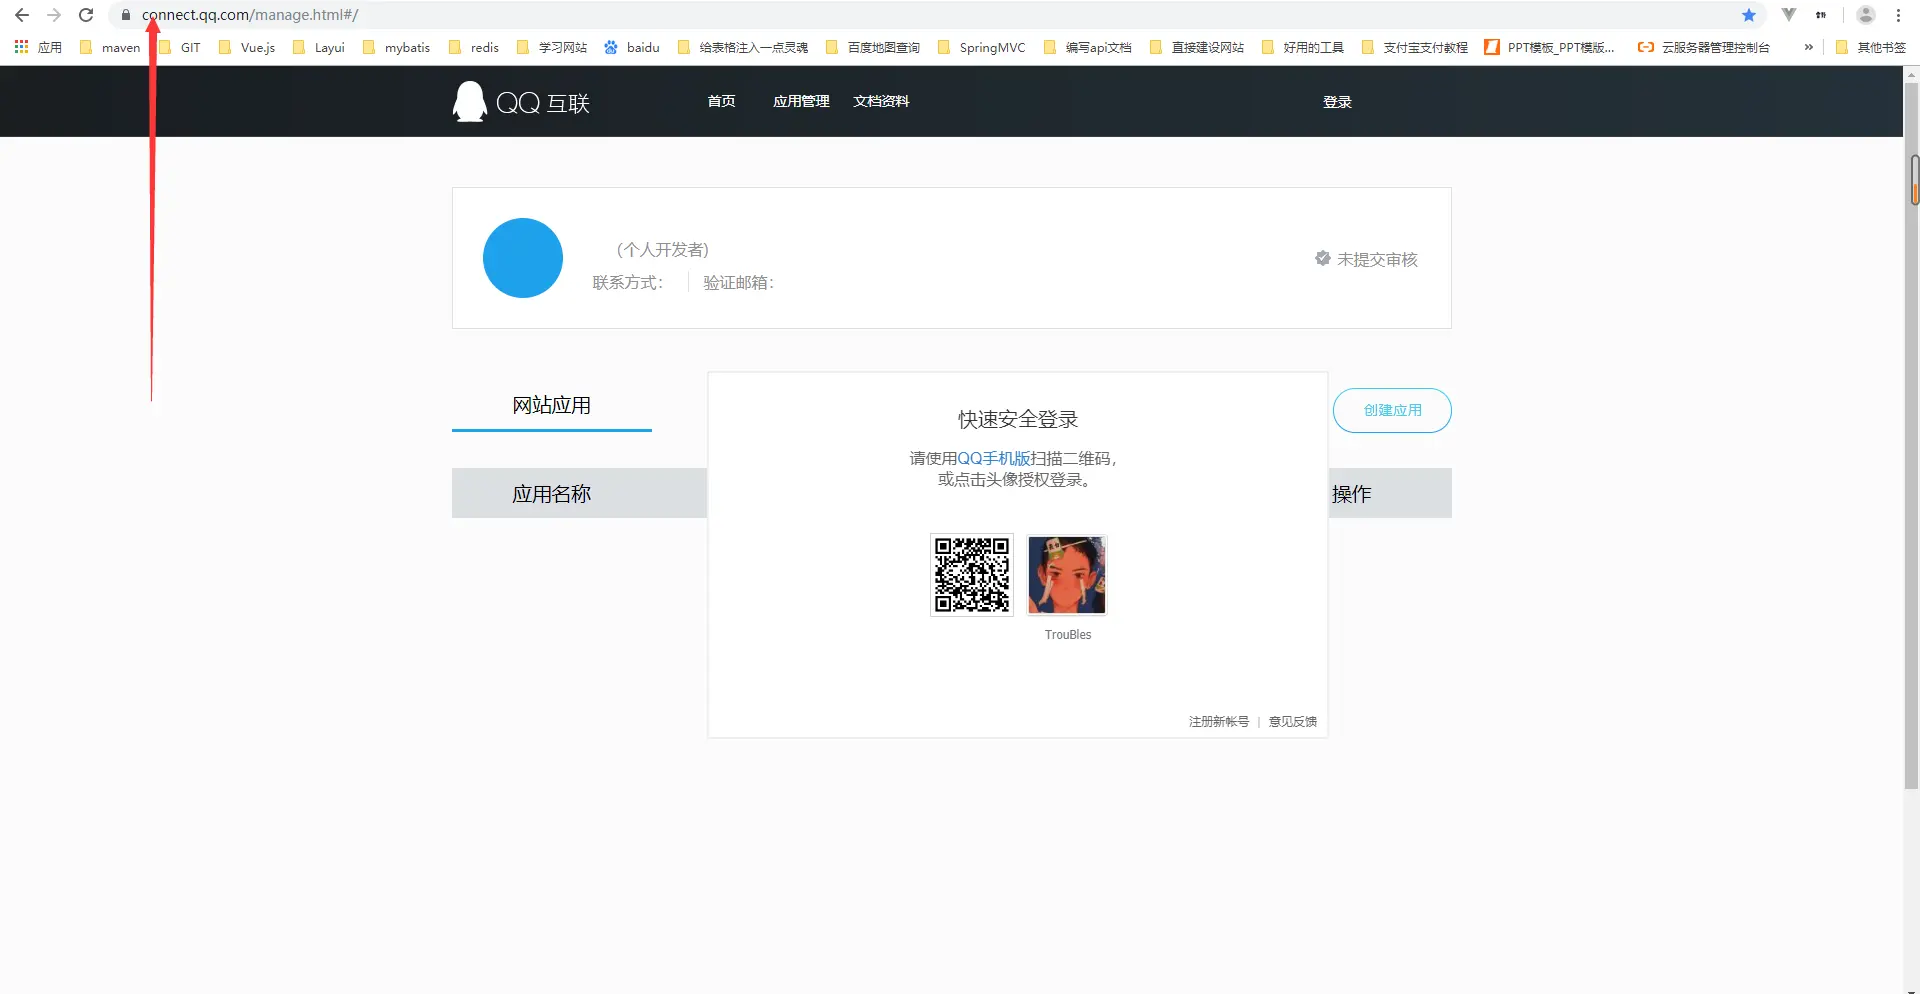 connect.qq.com/manage.html#/
应用 maven GIT Vue.js Layui mybatis redis 学习网站 baidu 给表格注入一点灵魂 百度地图查询 SpringMVC 编写api文档 直接建设网站 好用的工具 支付宝支付教程 PPT模板_PPT模版... 云服务器管理控制台 » 其他书签
QQ 互联 首页 应用管理 文档资料 登录
(个人开发者)
联系方式: 验证邮箱:
未提交审核
网站应用
创建应用
应用名称
操作
快速安全登录
请使用QQ手机版扫描二维码，
或点击头像授权登录。
TrouBles
注册新帐号 | 意见反馈